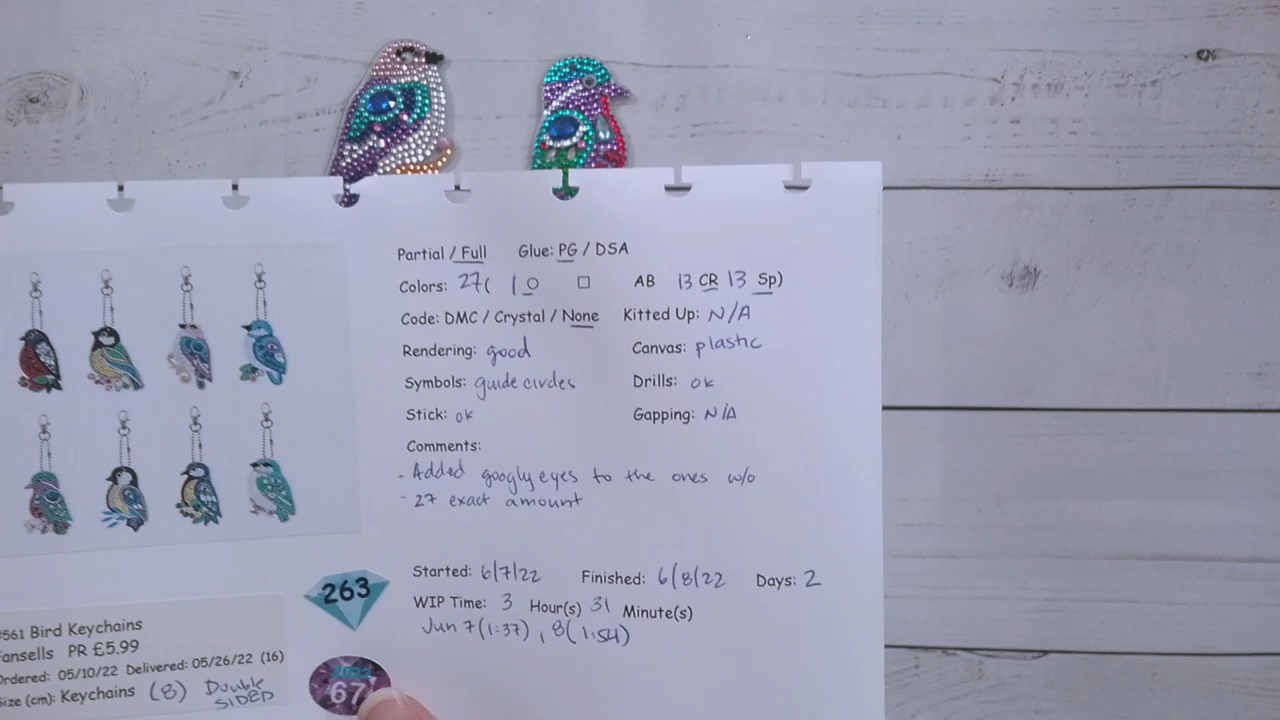 Partial / Full Glue: PG / DSA
Colors: 27( 1 O □ AB 13 CR 13 Sp)
Code: DMC / Crystal / None Kitted Up: N/A
Rendering: good Canvas: plastic
Symbols: guide circles Drills: ok
Stick: ok Gapping: N/A
Comments:
- Added googly eyes to the ones w/o
- 27 exact amount
Started: 6/7/22 Finished: 6/8/22 Days: 2
WIP Time: 3 Hour(s) 31 Minute(s)
Jun 7 (1:37), 8 (1:54)
263
#561 Bird Keychains
Fansells PR £5.99
Ordered: 05/10/22 Delivered: 05/26/22 (16)
Size (cm): Keychains (8) Double SIDED
67